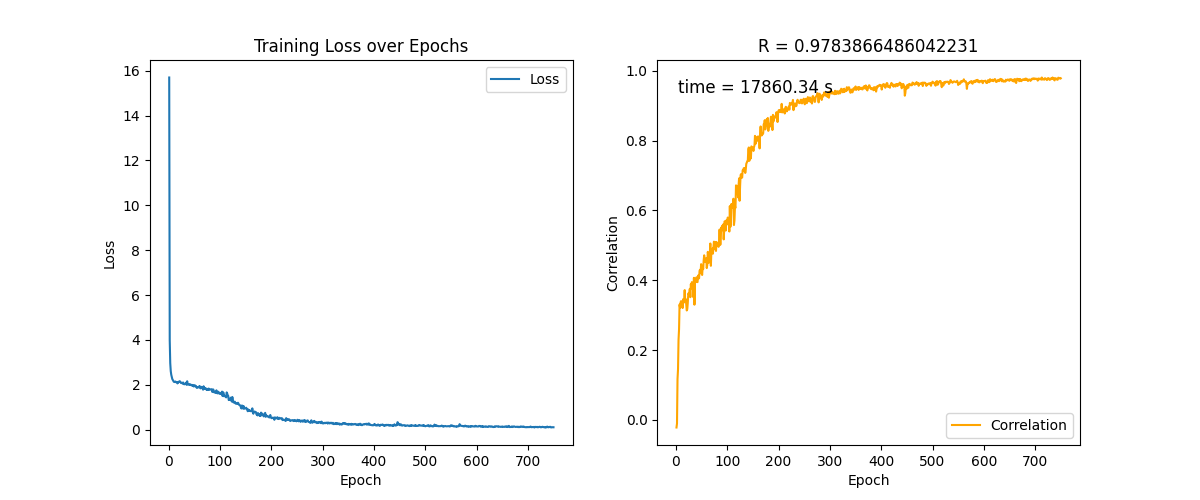 Training Loss over Epochs
16
14
12
10
8
6
4
2
0
0 100 200 300 400 500 600 700
Loss
Epoch
Loss
R = 0.9783866486042231
time = 17860.34 s
1.0
0.8
0.6
0.4
0.2
0.0
0 100 200 300 400 500 600 700
Correlation
Epoch
Correlation